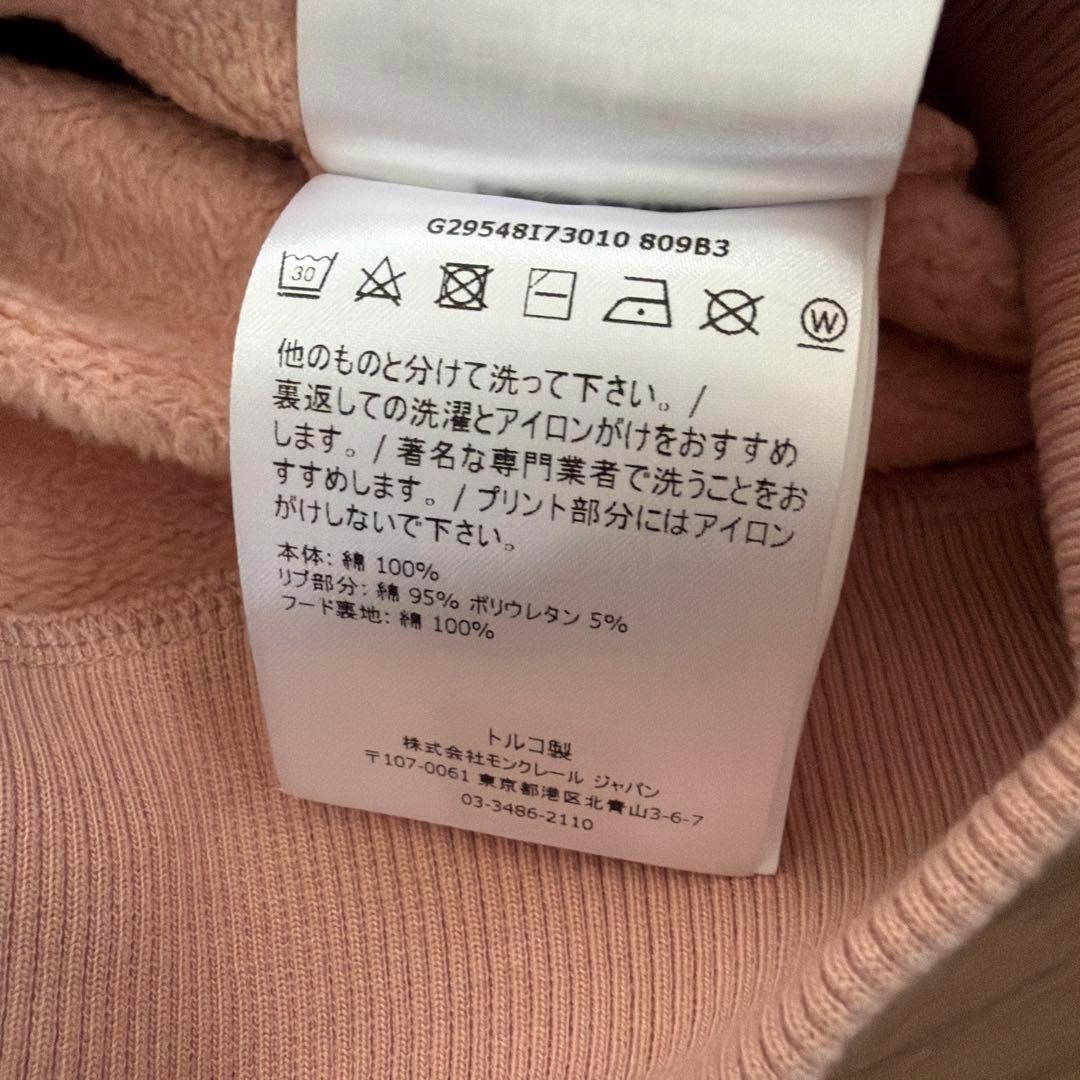 G29548I73010 809B3
30
W
他のものと分けて洗って下さい。/
裏返しての洗濯とアイロンがけをおすすめ
します。/ 著名な専門業者で洗うことをお
すすめします。/ プリント部分にはアイロン
がけしないで下さい。
本体: 綿 100%
リブ部分: 綿 95% ポリウレタン 5%
フード裏地: 綿 100%
トルコ製
株式会社モンクレール ジャパン
〒107-0061 東京都港区北青山3-6-7
03-3486-2110